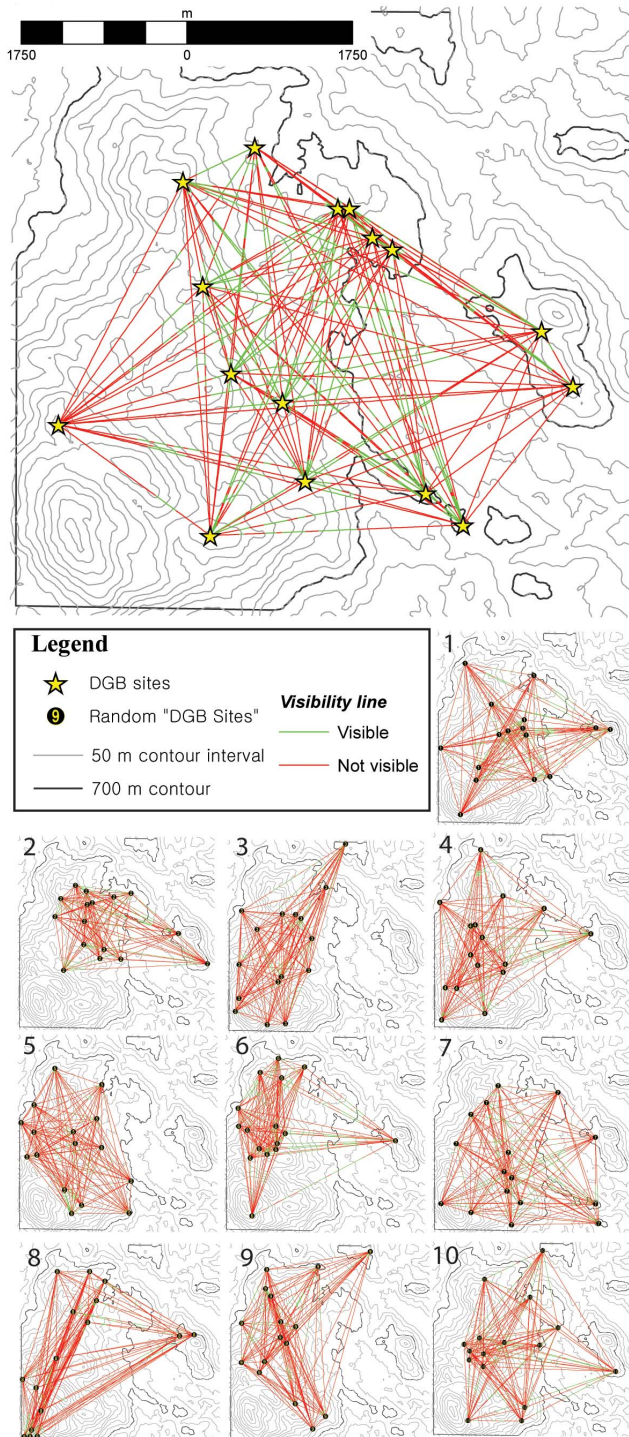 m
1750 0 1750
Legend
DGB sites
9 Random "DGB Sites"
50 m contour interval
700 m contour
Visibility line
Visible
Not visible
1
2 3 4
5 6 7
8 9 10